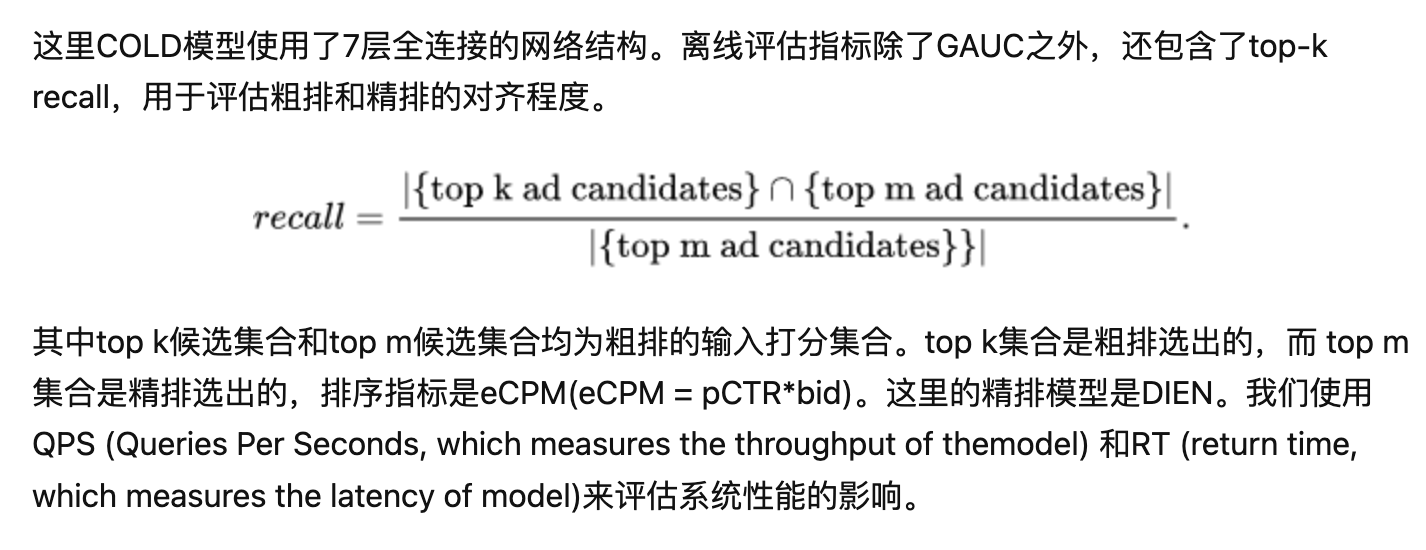 这里COLD模型使用了7层全连接的网络结构。离线评估指标除了GAUC之外，还包含了top-k
recall，用于评估粗排和精排的对齐程度。
recall = |{top k ad candidates} ∩ {top m ad candidates}| / |{top m ad candidates}}| .
其中top k候选集合和top m候选集合均为粗排的输入打分集合。top k集合是粗排选出的，而 top m
集合是精排选出的，排序指标是eCPM(eCPM = pCTR*bid)。这里的精排模型是DIEN。我们使用
QPS (Queries Per Seconds, which measures the throughput of themodel) 和RT (return time,
which measures the latency of model)来评估系统性能的影响。